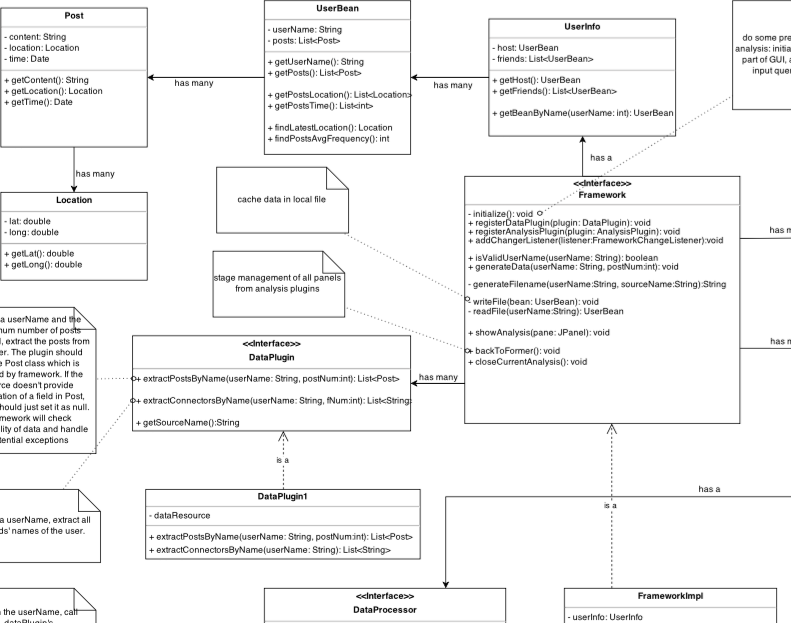 Post
- content: String
- location: Location
- time: Date
+ getContent(): String
+ getLocation(): Location
+ getTime(): Date
has many
UserBean
- userName: String
- posts: List<Post>
+ getUserName(): String
+ getPosts(): List<Post>
+ getPostsLocation(): List<Location>
+ getPostsTime(): List<int>
+ findLatestLocation(): Location
+ findPostsAvgFrequency(): int
has many
UserInfo
- host: UserBean
- friends: List<UserBean>
+ getHost(): UserBean
+ getFriends(): List<UserBean>
+ getBeanByName(userName: int): UserBean
do some pre
analysis: initia
part of GUI, a
input quer
has many
has a
Location
- lat: double
- long: double
+ getLat(): double
+ getLong(): double
cache data in local file
stage management of all panels
from analysis plugins
<<Interface>>
Framework
- initialize(): void
+ registerDataPlugin(plugin: DataPlugin): void
+ registerAnalysisPlugin(plugin: AnalysisPlugin): void
+ addChangerListener(listener:FrameworkChangeListener):void
+ isValidUserName(userName: String): boolean
+ generateData(userName: String, postNum:int): void
- generateFilename(userName:String, sourceName:String):String
- writeFile(bean: UserBean): void
- readFile(userName:String): UserBean
+ showAnalysis(pane: JPanel): void
+ backToFormer(): void
+ closeCurrentAnalysis(): void
has m
has m
a userName and the
num number of posts
, extract the posts from
er. The plugin should
e Post class which is
d by framework. If the
rce doesn't provide
ation of a field in Post,
hould just set it as null.
mework will check
lity of data and handle
tential exceptions
<<Interface>>
DataPlugin
+ extractPostsByName(userName: String, postNum:int): List<Post>
+ extractConnectorsByName(userName: String, fNum:int): List<String>
+ getSourceName():String
has many
is a
DataPlugin1
- dataResource
+ extractPostsByName(userName: String, postNum:int): List<Post>
+ extractConnectorsByName(userName: String): List<String>
a userName, extract all
ds' names of the user.
has a
is a
n the userName, call
dataPlugin's
<<Interface>>
DataProcessor
FrameworkImpl
- userInfo: UserInfo